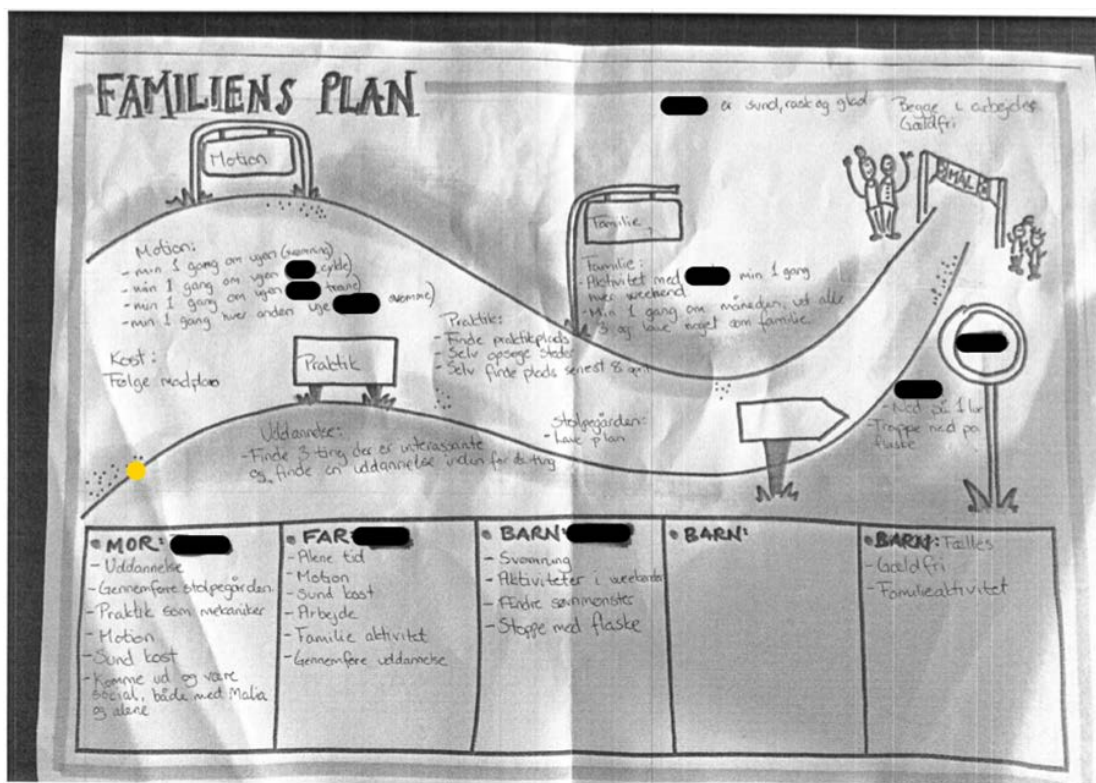 FAMILIENS PLAN
er sund, rask og glad
Begge i arbejde
Gældfri
MÅL
Motion
Motion:
- min 1 gang om ugen (svømning)
- min 1 gang om ugen cykle)
- min 1 gang om ugen
- min 1 gang hver anden uge svømme)
Kost:
Følge madplan
Familie
Familie:
- Aktivitet med min 1 gang
hver weekend
- Min 1 gang om måneden, ud alle
3 og lave noget som familie.
Praktik
Praktik:
- Finde praktikplads
- Selv opsøge steder
- Selv finde plads senest 8
Uddannelse:
- Finde 3 ting der er interessante
og finde en uddannelse inden for de ting
Stolpegården:
- Lave plan
- Ned på 1 lur
- Trappe ned på
flaske
• MOR:
- Uddannelse
- Gennemføre stolpegården
- Praktik som mekaniker
- Motion
- Sund kost
- Komme ud og være
social, både med Malia
og alene
• FAR:
- Alene tid
- Motion
- Sund kost
- Arbejde
- Familie aktivitet
- Gennemføre uddannelse
• BARN:
- Svømning
- Aktiviteter i weekender
- Ændre søvnmønster
- Stoppe med flaske
• BARN:
• BARN: Fælles
- Gældfri
- Familieaktivitet